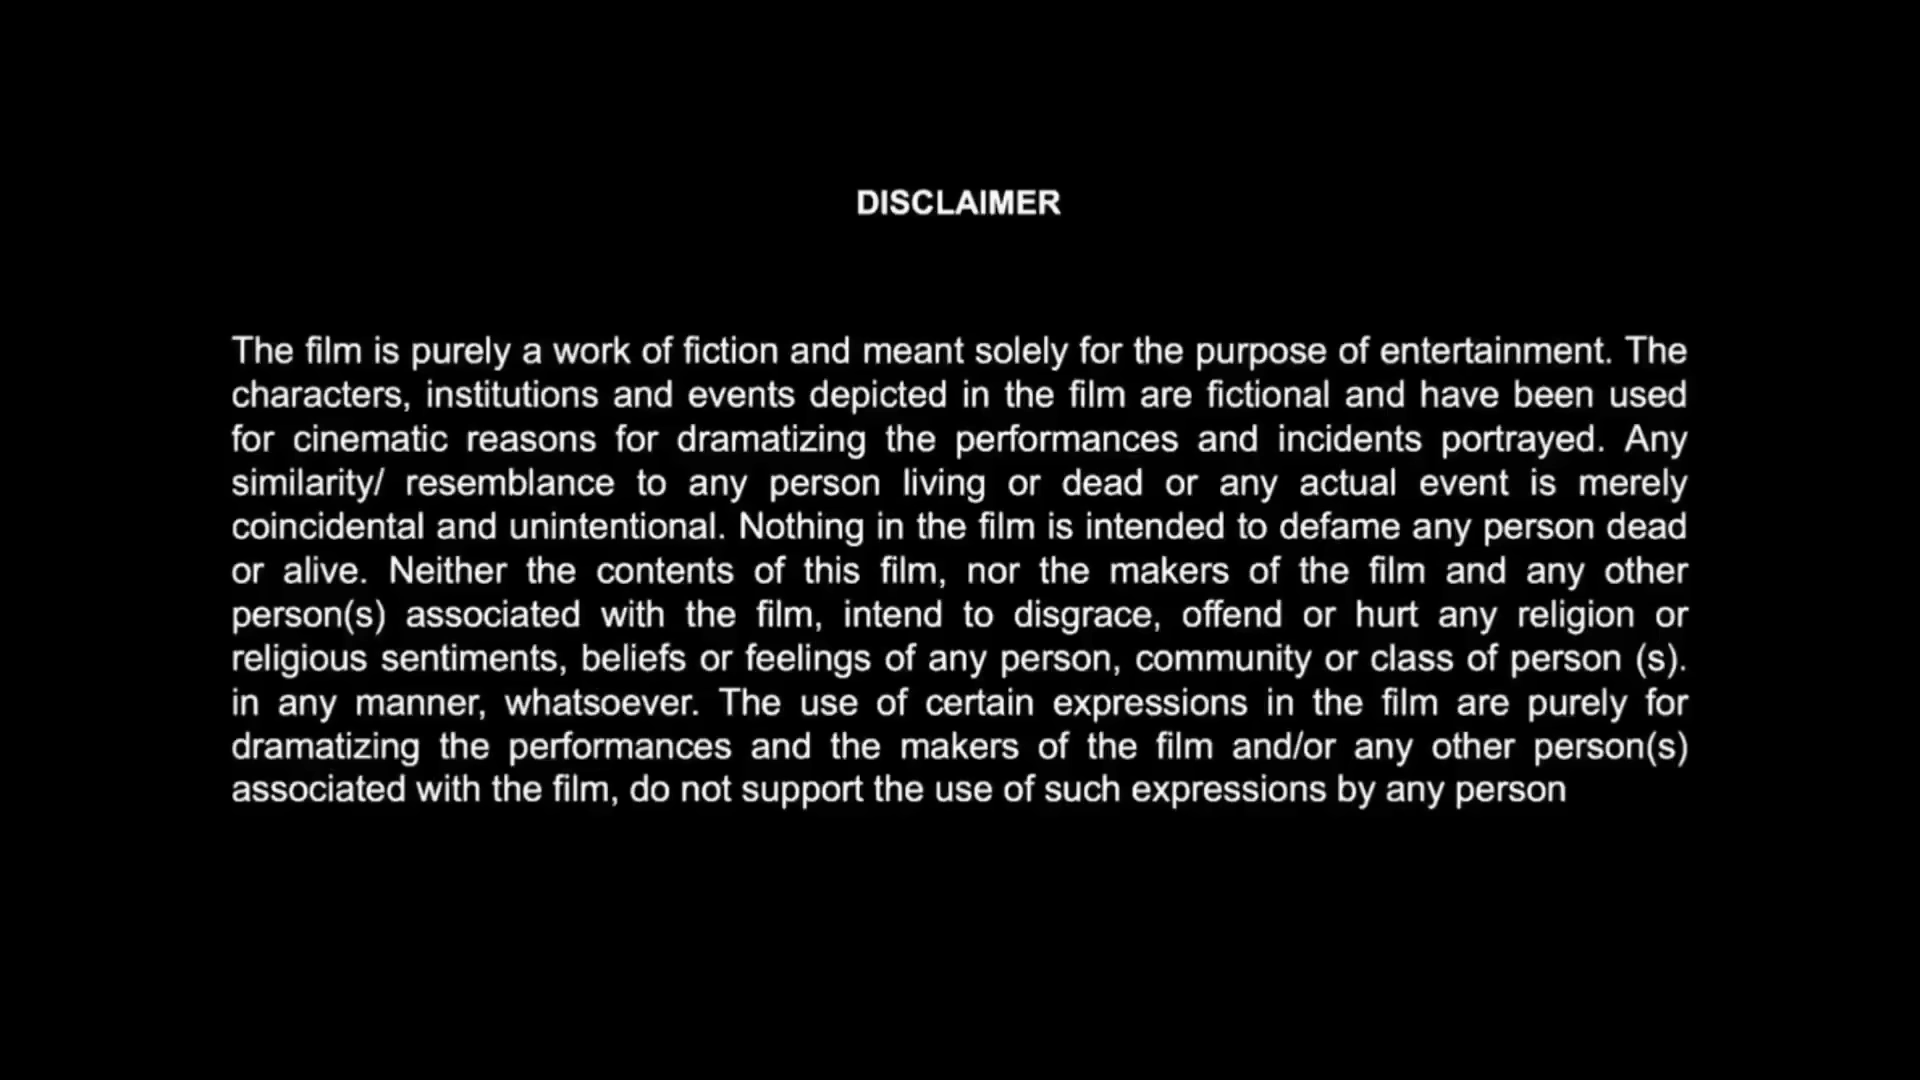 DISCLAIMER
The film is purely a work of fiction and meant solely for the purpose of entertainment. The
characters, institutions and events depicted in the film are fictional and have been used
for cinematic reasons for dramatizing the performances and incidents portrayed. Any
similarity/ resemblance to any person living or dead or any actual event is merely
coincidental and unintentional. Nothing in the film is intended to defame any person dead
or alive. Neither the contents of this film, nor the makers of the film and any other
person(s) associated with the film, intend to disgrace, offend or hurt any religion or
religious sentiments, beliefs or feelings of any person, community or class of person (s).
in any manner, whatsoever. The use of certain expressions in the film are purely for
dramatizing the performances and the makers of the film and/or any other person(s)
associated with the film, do not support the use of such expressions by any person